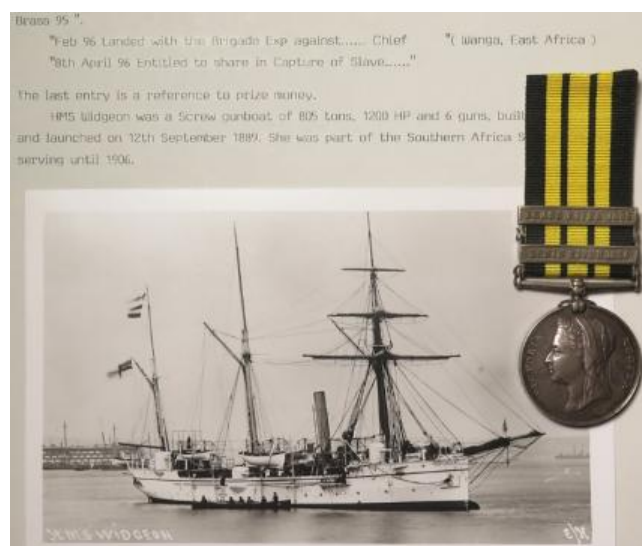 Brass 95 ".
"Feb 96 Landed with the Brigade Exp against...... Chief "( Wanga, East Africa )
"8th April 96 Entitled to share in Capture of Slave......"
The last entry is a reference to prize money.
HMS Widgeon was a Screw gunboat of 805 tons, 1200 HP and 6 guns, buil
and launched on 12th September 1889. She was part of the Southern Africa S
serving until 1906.
H.M.S WIDGEON